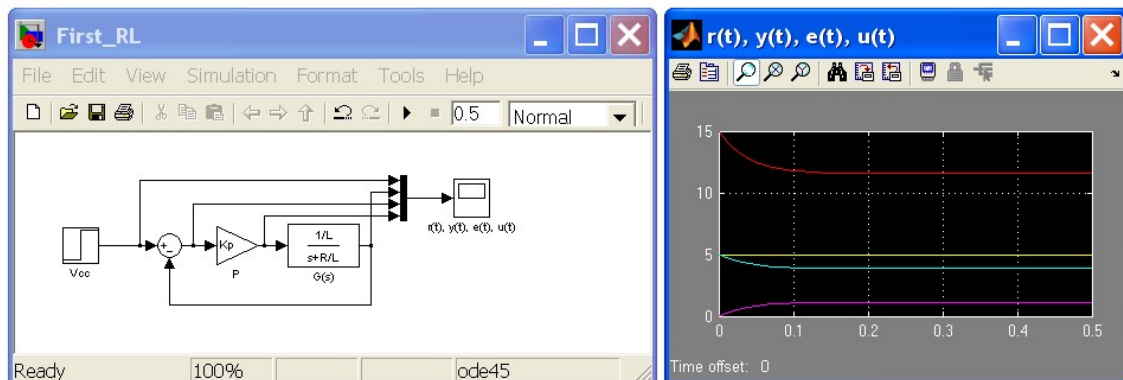 First_RL
File Edit View Simulation Format Tools Help
0.5 Normal
r(t), y(t), e(t), u(t)
Vcc
+
-
Kp
P
1/L
s+R/L
G(s)
Ready 100% ode45
r(t), y(t), e(t), u(t)
15
10
5
0
0 0.1 0.2 0.3 0.4 0.5
Time offset: 0